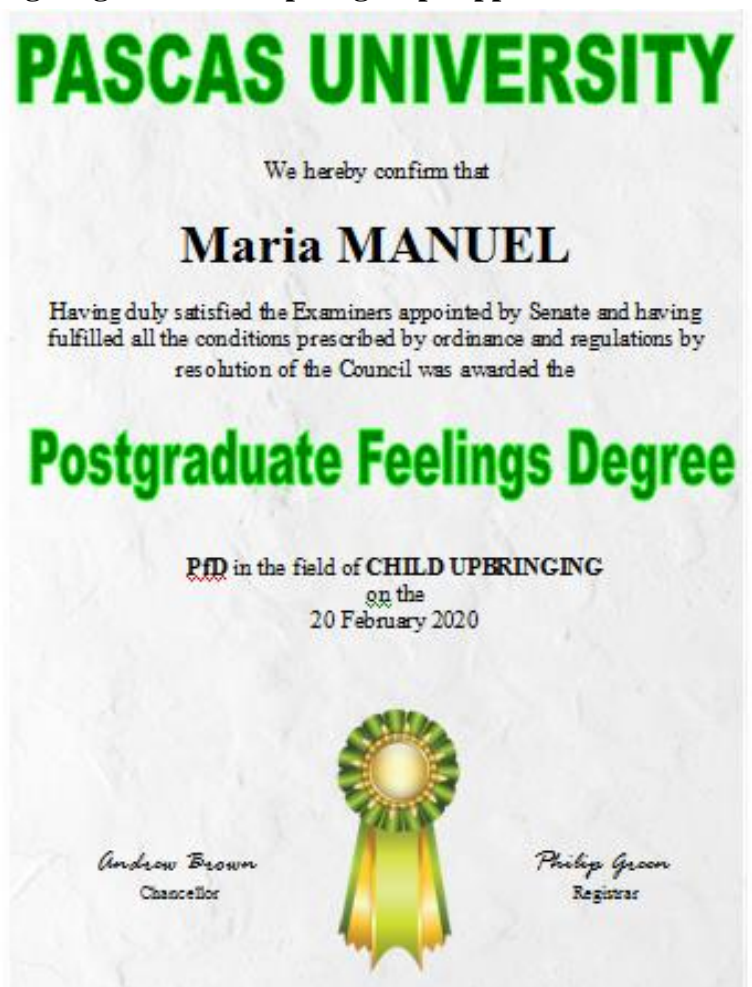 PASCAS UNIVERSITY
We hereby confirm that
Maria MANUEL
Having duly satisfied the Examiners appointed by Senate and having
fulfilled all the conditions prescribed by ordinance and regulations by
resolution of the Council was awarded the
Postgraduate Feelings Degree
PfD in the field of CHILD UPBRINGING
on the
20 February 2020
Andrew Brown
Chancellor
Philip Green
Registrar